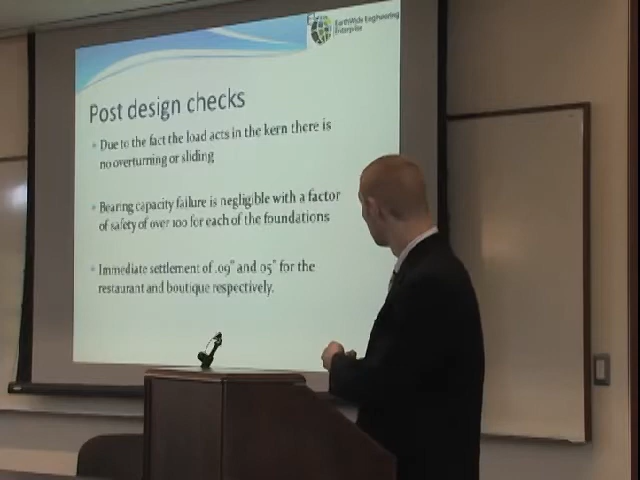 EarthWide Engineering
Enterprise
Post design checks
Due to the fact the load acts in the kern there is
no overturning or sliding
Bearing capacity failure is negligible with a factor
of safety of over 100 for each of the foundations
Immediate settlement of .09" and .05" for the
restaurant and boutique respectively.